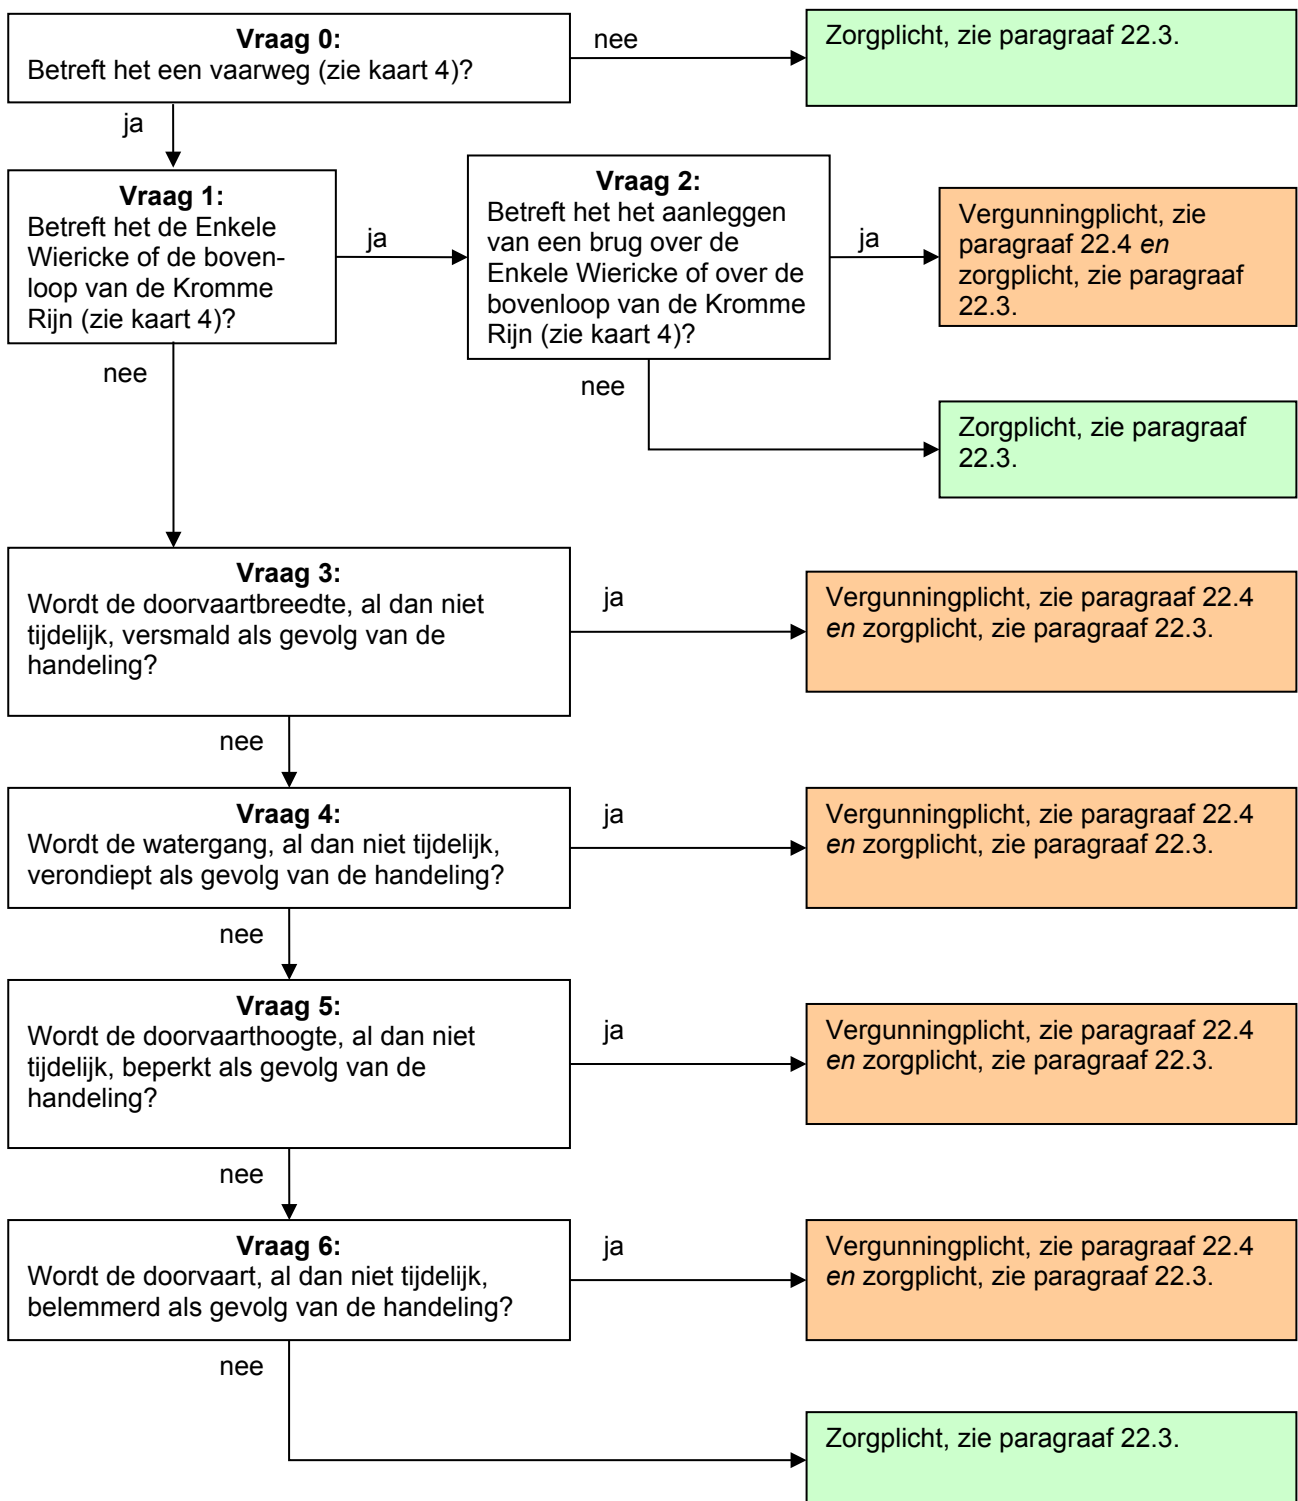 Vraag 0:
Betreft het een vaarweg (zie kaart 4)?
nee
Zorgplicht, zie paragraaf 22.3.
ja
Vraag 1:
Betreft het de Enkele
Wiericke of de boven-
loop van de Kromme
Rijn (zie kaart 4)?
ja
Vraag 2:
Betreft het het aanleggen
van een brug over de
Enkele Wiericke of over de
bovenloop van de Kromme
Rijn (zie kaart 4)?
ja
Vergunningplicht, zie
paragraaf 22.4 en
zorgplicht, zie paragraaf
22.3.
nee
nee
Zorgplicht, zie paragraaf
22.3.
Vraag 3:
Wordt de doorvaartbreedte, al dan niet
tijdelijk, versmald als gevolg van de
handeling?
ja
Vergunningplicht, zie paragraaf 22.4
en zorgplicht, zie paragraaf 22.3.
nee
Vraag 4:
Wordt de watergang, al dan niet tijdelijk,
verondiept als gevolg van de handeling?
ja
Vergunningplicht, zie paragraaf 22.4
en zorgplicht, zie paragraaf 22.3.
nee
Vraag 5:
Wordt de doorvaarthoogte, al dan niet
tijdelijk, beperkt als gevolg van de
handeling?
ja
Vergunningplicht, zie paragraaf 22.4
en zorgplicht, zie paragraaf 22.3.
nee
Vraag 6:
Wordt de doorvaart, al dan niet tijdelijk,
belemmerd als gevolg van de handeling?
ja
Vergunningplicht, zie paragraaf 22.4
en zorgplicht, zie paragraaf 22.3.
nee
Zorgplicht, zie paragraaf 22.3.